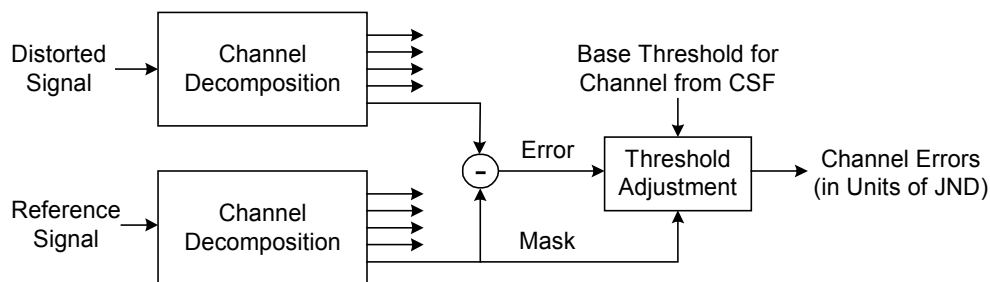 Distorted
Signal
Channel
Decomposition
Base Threshold for
Channel from CSF
Error
-
Threshold
Adjustment
Channel Errors
(in Units of JND)
Reference
Signal
Channel
Decomposition
Mask